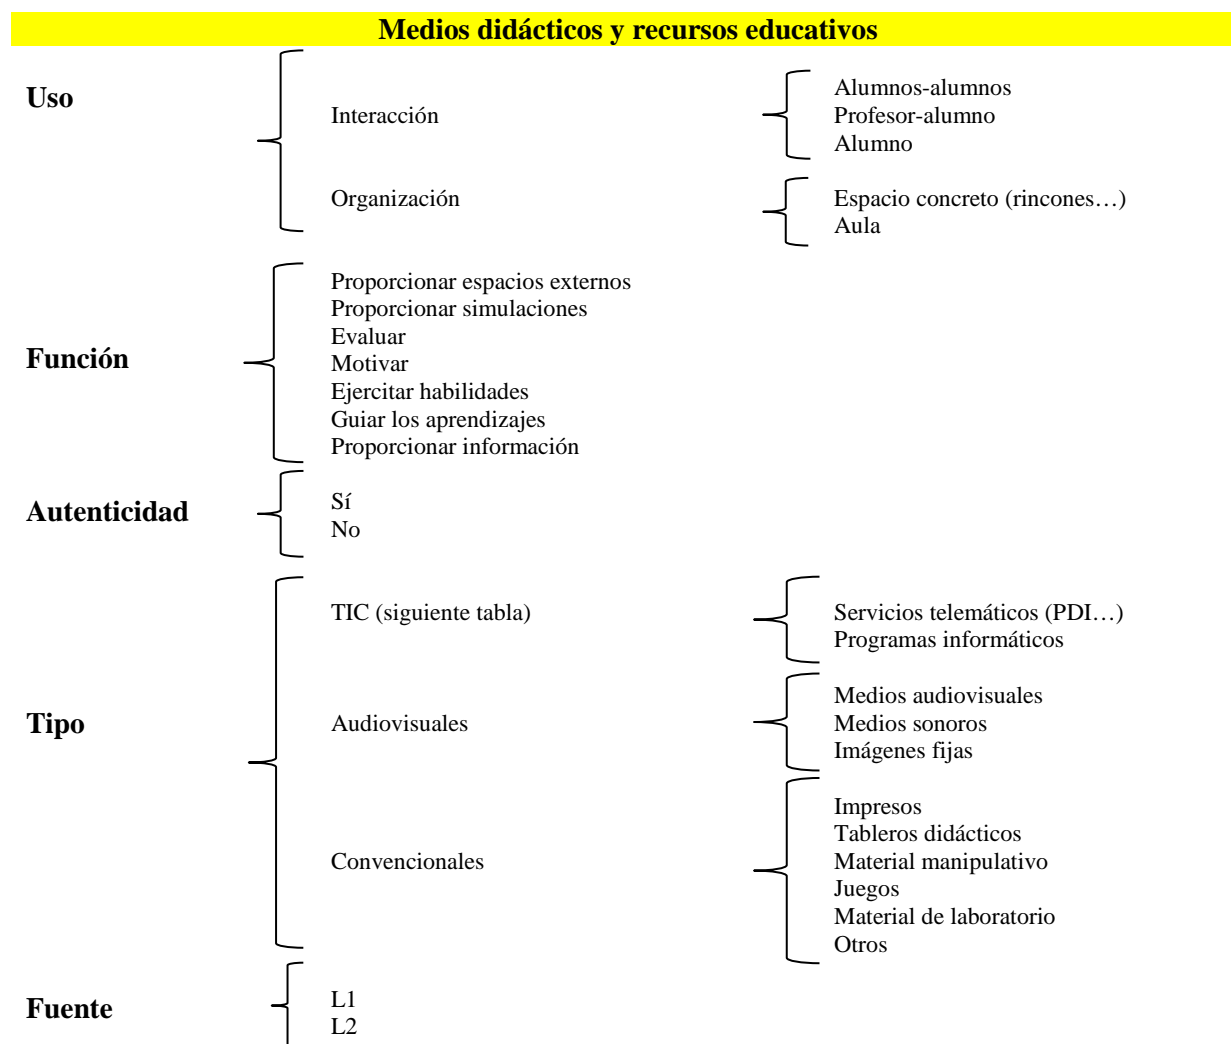 Medios didácticos y recursos educativos
Uso
Interacción
Alumnos-alumnos
Profesor-alumno
Alumno
Organización
Espacio concreto (rincones…)
Aula
Función
Proporcionar espacios externos
Proporcionar simulaciones
Evaluar
Motivar
Ejercitar habilidades
Guiar los aprendizajes
Proporcionar información
Autenticidad
Sí
No
Tipo
TIC (siguiente tabla)
Servicios telemáticos (PDI…)
Programas informáticos
Audiovisuales
Medios audiovisuales
Medios sonoros
Imágenes fijas
Convencionales
Impresos
Tableros didácticos
Material manipulativo
Juegos
Material de laboratorio
Otros
Fuente
L1
L2